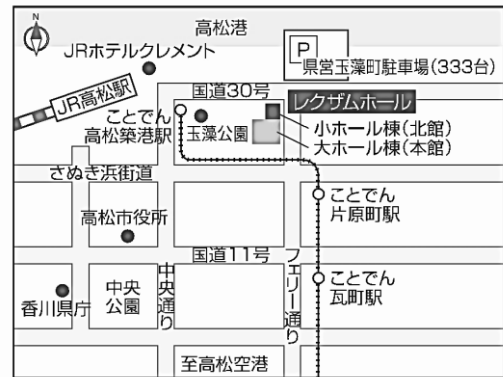 N
高松港
JRホテルクレメント
P
県営玉藻町駐車場(333台)
JR高松駅
国道30号
レクザムホール
ことでん
高松築港駅
玉藻公園
小ホール棟(北館)
大ホール棟(本館)
さぬき浜街道
ことでん
片原町駅
高松市役所
国道11号
中央通り
フェリー通り
ことでん
瓦町駅
中央
公園
香川県庁
至高松空港